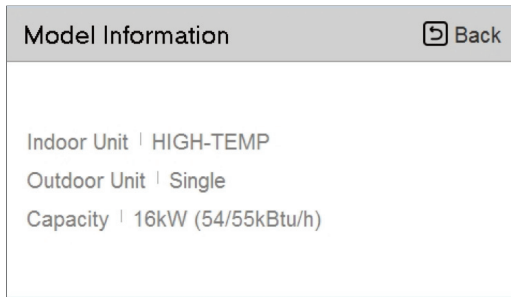 Model Information
Back
Indoor Unit | HIGH-TEMP
Outdoor Unit | Single
Capacity | 16kW (54/55kBtu/h)